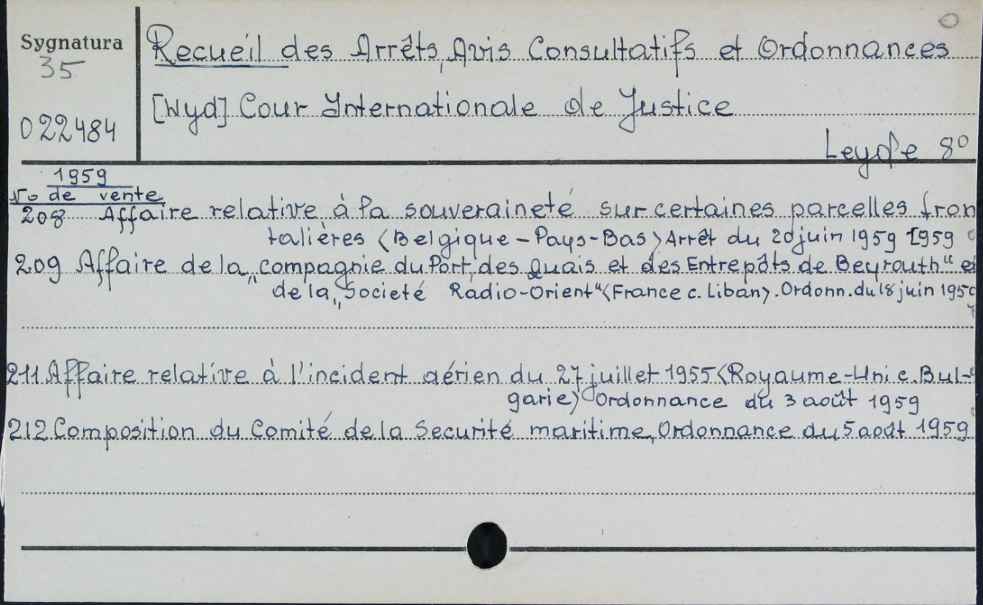 Sygnatura
35
022484
Recueil des Arrêts, Avis Consultatifs et Ordonnances
[Wyd] Cour Internationale de Justice
Leyde 8°
1959
No de vente
208 Affaire relative à la souveraineté sur certaines parcelles fron
talières <Belgique-Pays-Bas> Arrêt du 20 juin 1959 1959
209 Affaire de la „compagnie du Port, des Quais et des Entrepôts de Beyrouth" et
de la „Societé Radio-Orient" <France c. Liban>. Ordonn. du 18 juin 1959
211 Affaire relative à l'incident aérien du 27 juillet 1955 <Royaume-Uni c. Bul-
garie> Ordonnance du 3 août 1959
212 Composition du Comité de la Securité maritime, Ordonnance du 5 août 1959